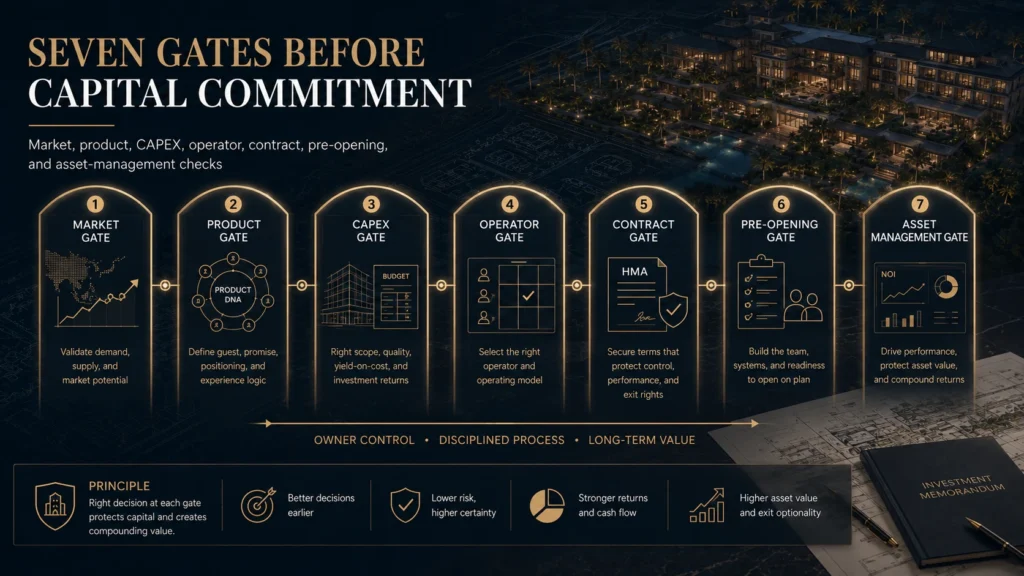 SEVEN GATES BEFORE
CAPITAL COMMITMENT
Market, product, CAPEX, operator, contract, pre-opening,
and asset-management checks
1
MARKET
GATE
Validate demand,
supply, and
market potential
2
PRODUCT
GATE
PRODUCT
DNA
Define guest, promise,
positioning, and
experience logic
3
CAPEX
GATE
BUDGET
Right scope, quality,
yield-on-cost, and
investment returns
4
OPERATOR
GATE
Select the right
operator and
operating model
5
CONTRACT
GATE
HMA
Secure terms that
protect control,
performance, and
exit rights
6
PRE-OPENING
GATE
Build the team,
systems, and readiness
to open on plan
7
ASSET
MANAGEMENT GATE
NOI
Drive performance,
protect asset value,
and compound returns
OWNER CONTROL • DISCIPLINED PROCESS • LONG-TERM VALUE
PRINCIPLE
Right decision at each gate
protects capital and creates
compounding value.
Better decisions
earlier
Lower risk,
higher certainty
Stronger returns
and cash flow
Higher asset value
and exit optionality
INVESTMENT
MEMORANDUM